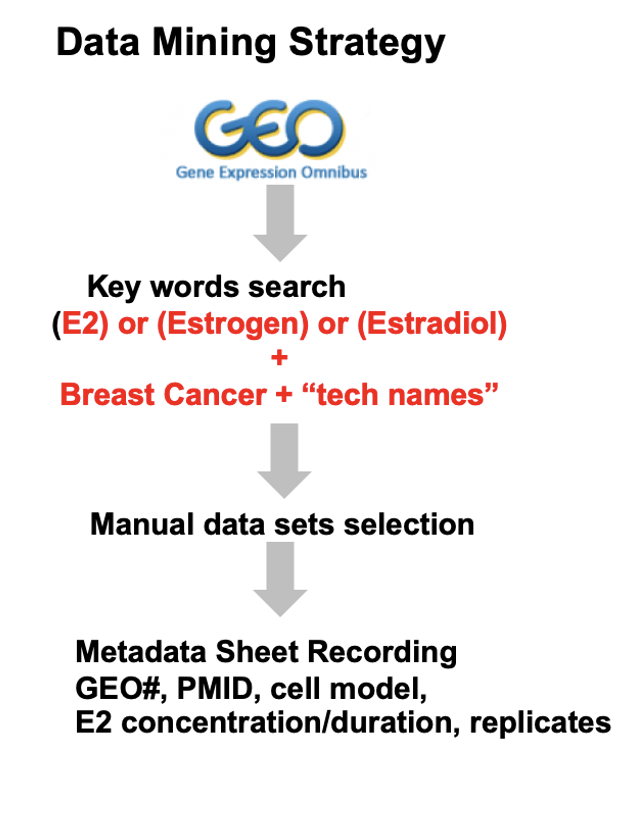 Data Mining Strategy
GEO
Gene Expression Omnibus
Key words search
(E2) or (Estrogen) or (Estradiol)
+
Breast Cancer + “tech names”
Manual data sets selection
Metadata Sheet Recording
GEO#, PMID, cell model,
E2 concentration/duration, replicates